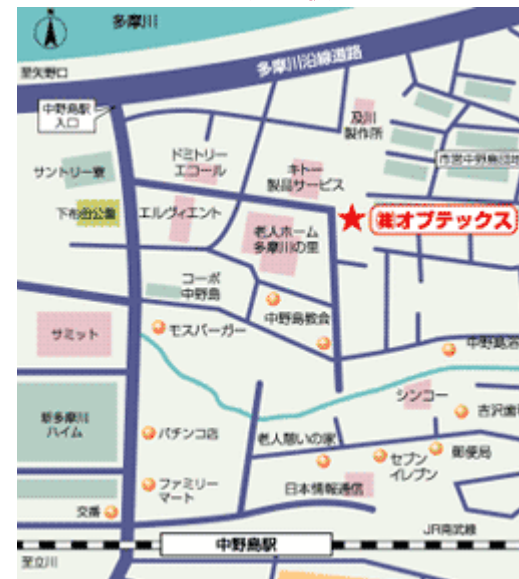 多摩川
至矢野口
多摩川沿線道路
中野島駅
入口
及川
製作所
ドミトリー
エコール
キトー
製品サービス
市営中野島団地
サントリー寮
下布田公園
エルヴィエント
老人ホーム
多摩川の里
㈱オプテックス
コーポ
中野島
中野島教会
サミット
モスバーガー
中野島
シンコー
吉沢歯
新多摩川
ハイム
パチンコ店
老人憩いの家
セブン
イレブン
郵便局
ファミリー
マート
日本情報通信
交番
JR南武線
中野島駅
至立川